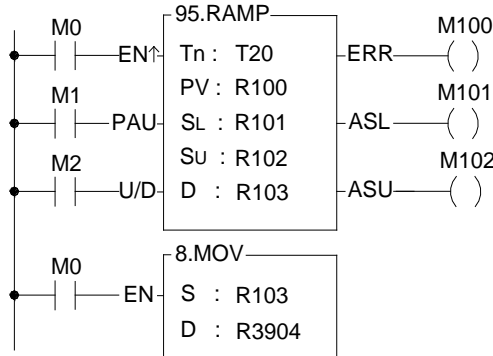 95.RAMP
M0 EN↑ Tn : T20 ERR M100
PV : R100
M1 PAU SL : R101 ASL M101
M2 U/D SU : R102 ASU M102
D : R103
8.MOV
M0 EN S : R103
D : R3904